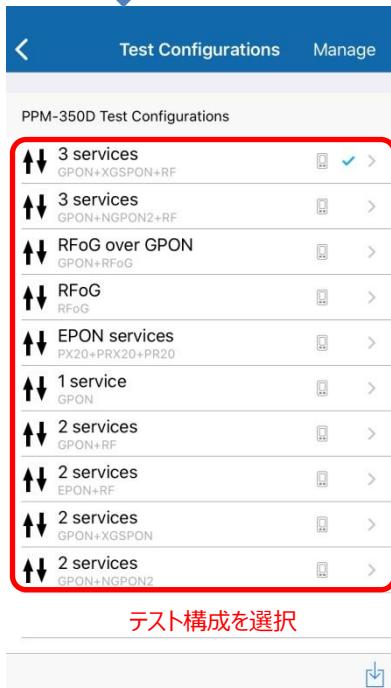 Test Configurations Manage
PPM-350D Test Configurations
3 services
GPON+XGSPON+RF
3 services
GPON+NGPON2+RF
RFoG over GPON
GPON+RFoG
RFoG
RFoG
EPON services
PX20+PRX20+PR20
1 service
GPON
2 services
GPON+RF
2 services
EPON+RF
2 services
GPON+XGSPON
2 services
GPON+NGPON2
テスト構成を選択